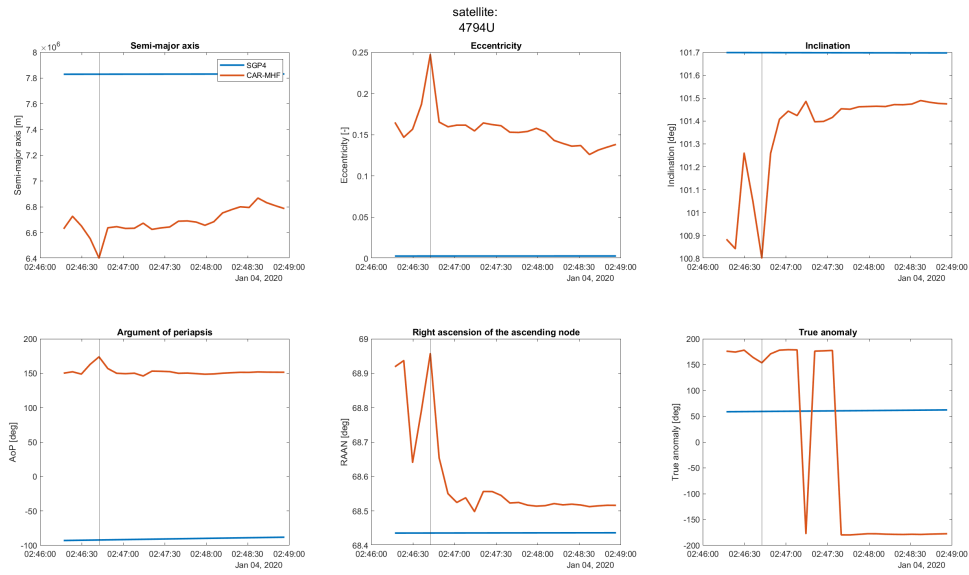 satellite:
4794U
Semi-major axis
×10⁶
8
7.8
7.6
7.4
7.2
7
6.8
6.6
6.4
Semi-major axis [m]
SGP4
CAR-MHF
02:46:00 02:46:30 02:47:00 02:47:30 02:48:00 02:48:30 02:49:00
Jan 04, 2020
Eccentricity
0.25
0.2
0.15
0.1
0.05
0
Eccentricity [-]
02:46:00 02:46:30 02:47:00 02:47:30 02:48:00 02:48:30 02:49:00
Jan 04, 2020
Inclination
101.7
101.6
101.5
101.4
101.3
101.2
101.1
101
100.9
100.8
Inclination [deg]
02:46:00 02:46:30 02:47:00 02:47:30 02:48:00 02:48:30 02:49:00
Jan 04, 2020
Argument of periapsis
200
150
100
50
0
-50
-100
AoP [deg]
02:46:00 02:46:30 02:47:00 02:47:30 02:48:00 02:48:30 02:49:00
Jan 04, 2020
Right ascension of the ascending node
69
68.9
68.8
68.7
68.6
68.5
68.4
RAAN [deg]
02:46:00 02:46:30 02:47:00 02:47:30 02:48:00 02:48:30 02:49:00
Jan 04, 2020
True anomaly
200
150
100
50
0
-50
-100
-150
-200
True anomaly [deg]
02:46:00 02:46:30 02:47:00 02:47:30 02:48:00 02:48:30 02:49:00
Jan 04, 2020